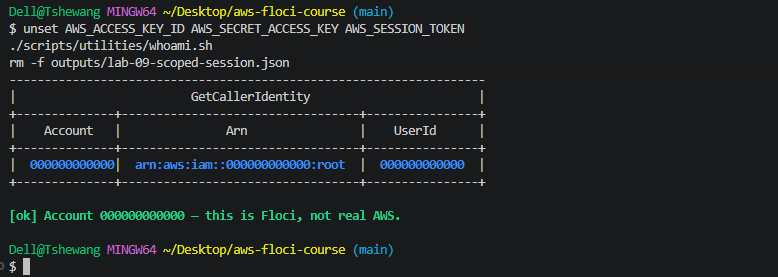 Dell@Tshewang MINGW64 ~/Desktop/aws-floci-course (main)
$ unset AWS_ACCESS_KEY_ID AWS_SECRET_ACCESS_KEY AWS_SESSION_TOKEN
./scripts/utilities/whoami.sh
rm -f outputs/lab-09-scoped-session.json
----------------------------------------------------------------
|                       GetCallerIdentity                      |
+--------------+--------------------------------+---------------+
|    Account   |              Arn               |    UserId     |
+--------------+--------------------------------+---------------+
|  000000000000|  arn:aws:iam::000000000000:root  |  000000000000  |
+--------------+--------------------------------+---------------+
[ok] Account 000000000000 — this is Floci, not real AWS.
Dell@Tshewang MINGW64 ~/Desktop/aws-floci-course (main)
$